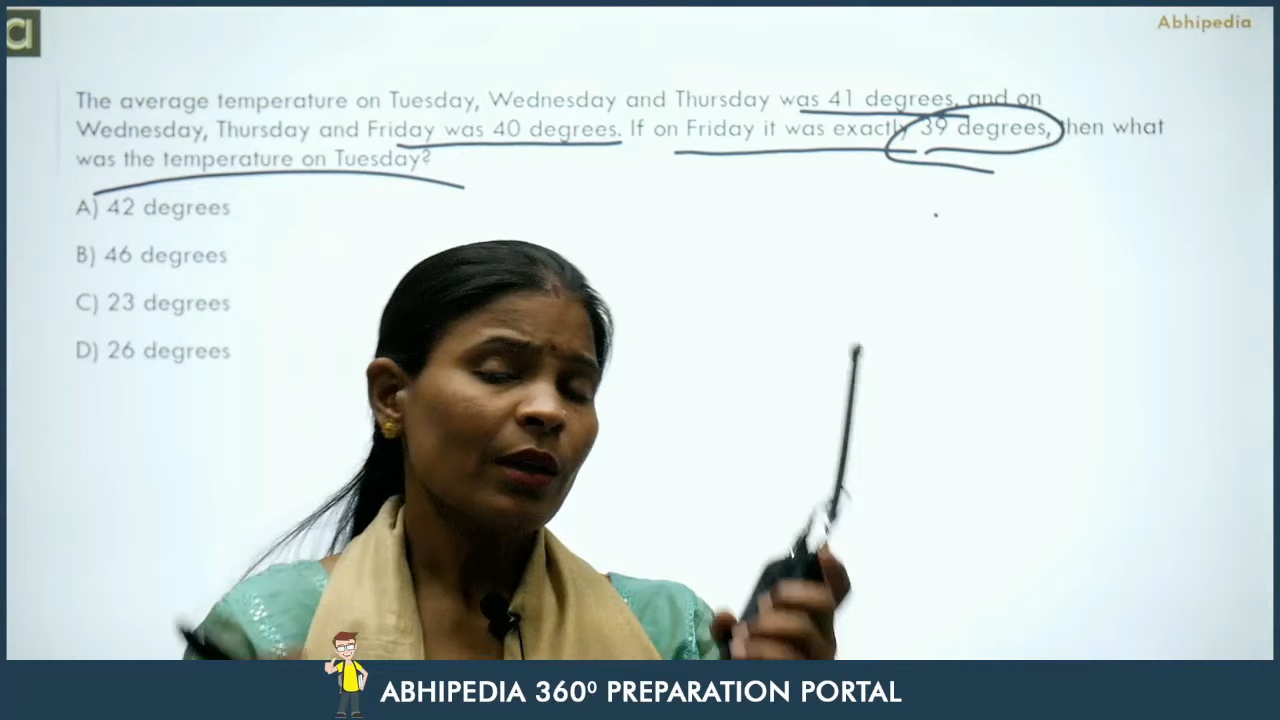 a
Abhipedia
The average temperature on Tuesday, Wednesday and Thursday was 41 degrees, and on
Wednesday, Thursday and Friday was 40 degrees. If on Friday it was exactly 39 degrees, then what
was the temperature on Tuesday?
A) 42 degrees
B) 46 degrees
C) 23 degrees
D) 26 degrees
ABHIPEDIA 360⁰ PREPARATION PORTAL